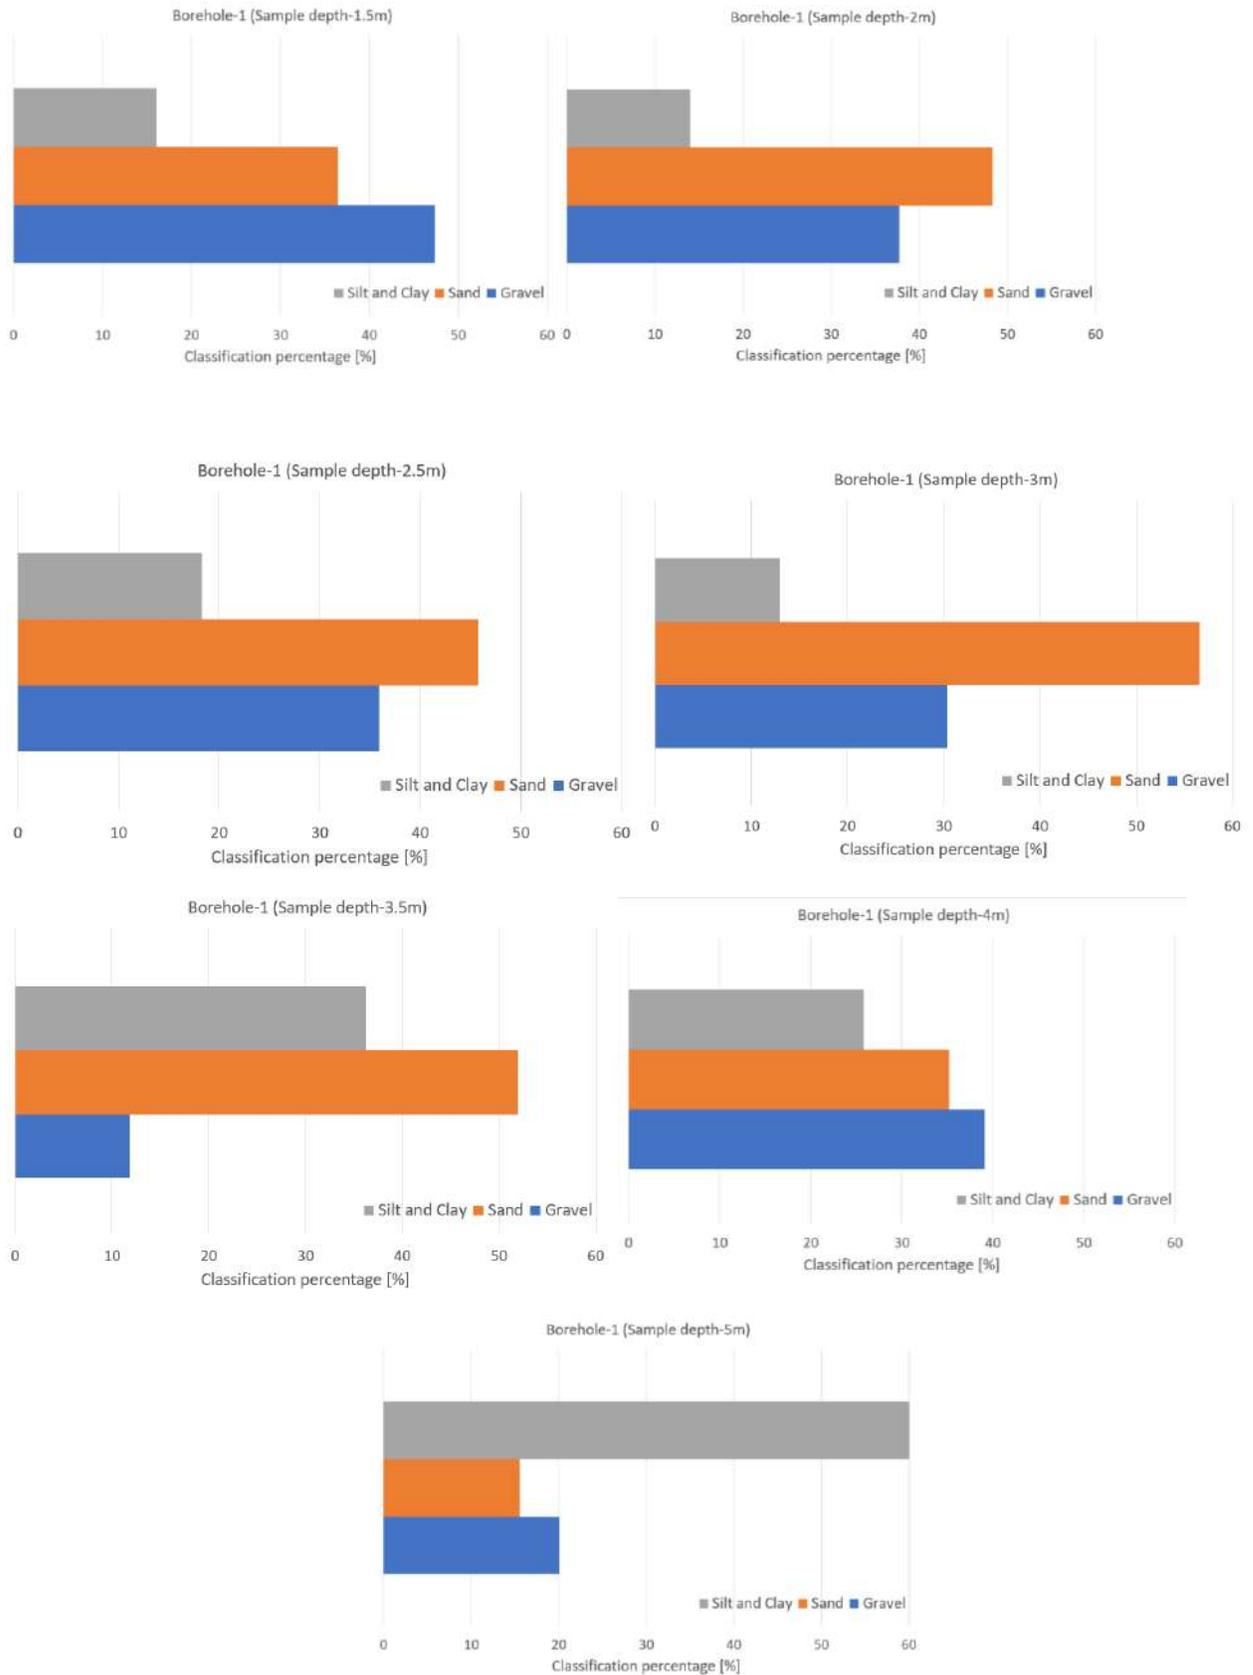 Borehole-1 (Sample depth-1.5m)
Silt and Clay Sand Gravel
0 10 20 30 40 50 60
Classification percentage [%]
Borehole-1 (Sample depth-2m)
Silt and Clay Sand Gravel
0 10 20 30 40 50 60
Classification percentage [%]
Borehole-1 (Sample depth-2.5m)
Silt and Clay Sand Gravel
0 10 20 30 40 50 60
Classification percentage [%]
Borehole-1 (Sample depth-3m)
Silt and Clay Sand Gravel
0 10 20 30 40 50 60
Classification percentage [%]
Borehole-1 (Sample depth-3.5m)
Silt and Clay Sand Gravel
0 10 20 30 40 50 60
Classification percentage [%]
Borehole-1 (Sample depth-4m)
Silt and Clay Sand Gravel
0 10 20 30 40 50 60
Classification percentage [%]
Borehole-1 (Sample depth-5m)
Silt and Clay Sand Gravel
0 10 20 30 40 50 60
Classification percentage [%]